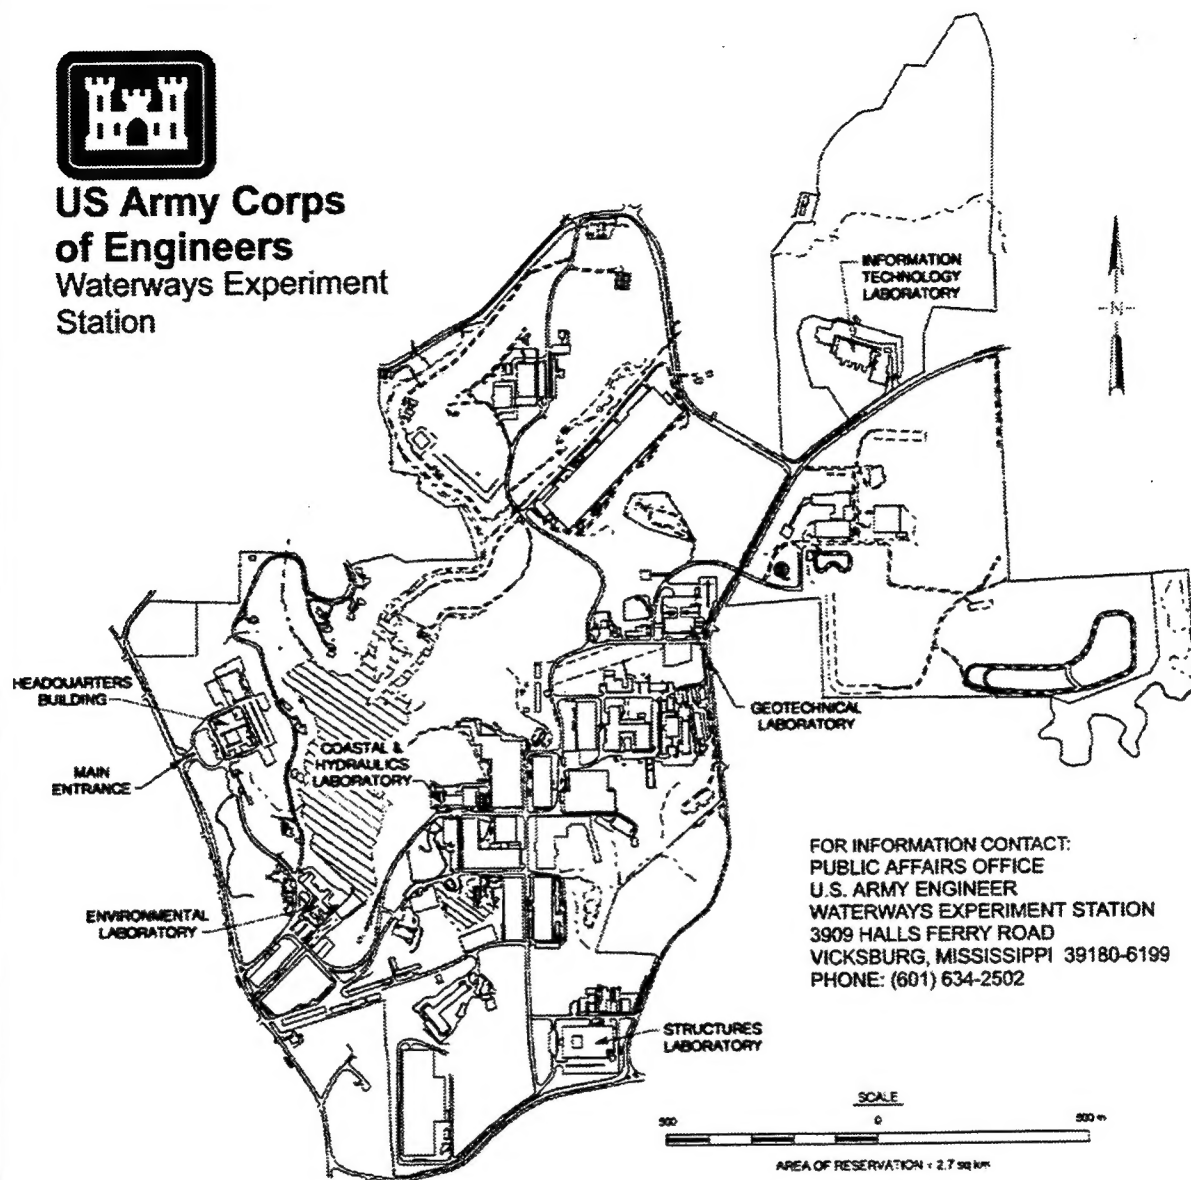 US Army Corps
of Engineers
Waterways Experiment
Station
INFORMATION
TECHNOLOGY
LABORATORY
N
HEADQUARTERS
BUILDING
MAIN
ENTRANCE
COASTAL &
HYDRAULICS
LABORATORY
GEOTECHNICAL
LABORATORY
ENVIRONMENTAL
LABORATORY
STRUCTURES
LABORATORY
FOR INFORMATION CONTACT:
PUBLIC AFFAIRS OFFICE
U.S. ARMY ENGINEER
WATERWAYS EXPERIMENT STATION
3909 HALLS FERRY ROAD
VICKSBURG, MISSISSIPPI 39180-6199
PHONE: (601) 634-2502
SCALE
500 0 500 m
AREA OF RESERVATION = 2.7 sq km